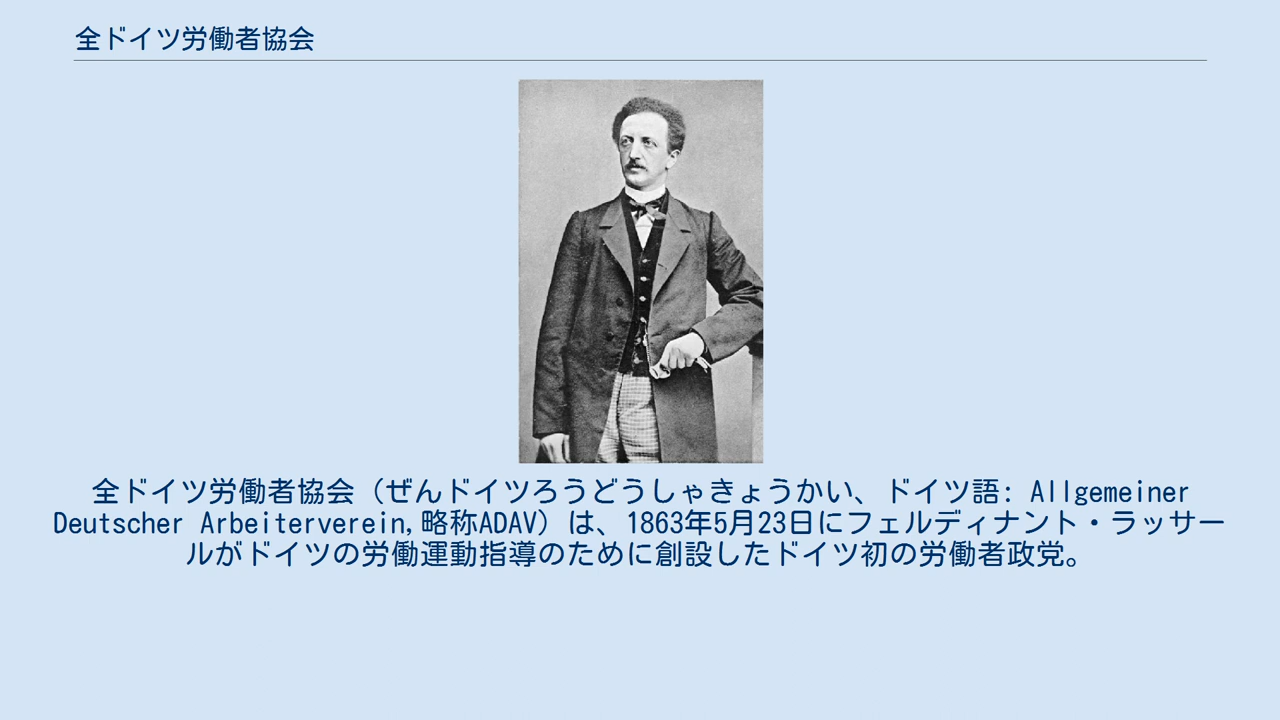 全ドイツ労働者協会
全ドイツ労働者協会（ぜんドイツろうどうしゃきょうかい、ドイツ語: Allgemeiner
Deutscher Arbeiterverein,略称ADAV）は、1863年5月23日にフェルディナント・ラッサー
ルがドイツの労働運動指導のために創設したドイツ初の労働者政党。